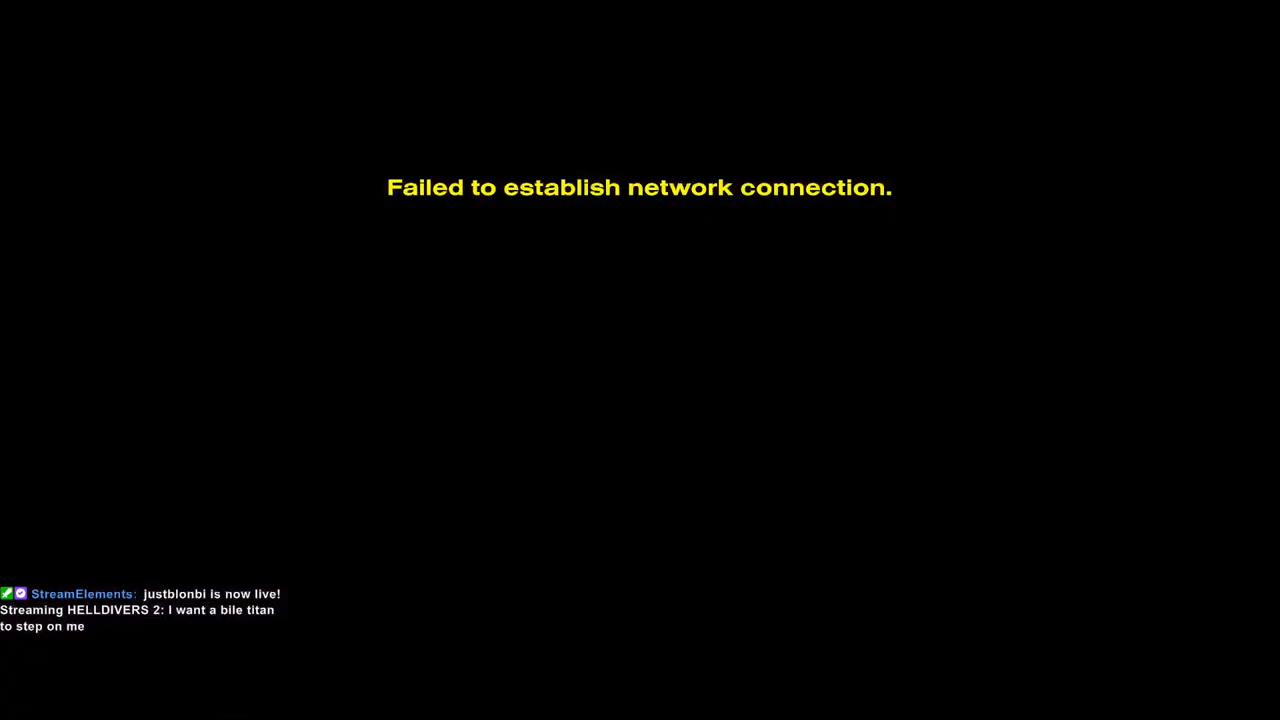 Failed to establish network connection.
StreamElements: justblonbi is now live!
Streaming HELLDIVERS 2: I want a bile titan
to step on me